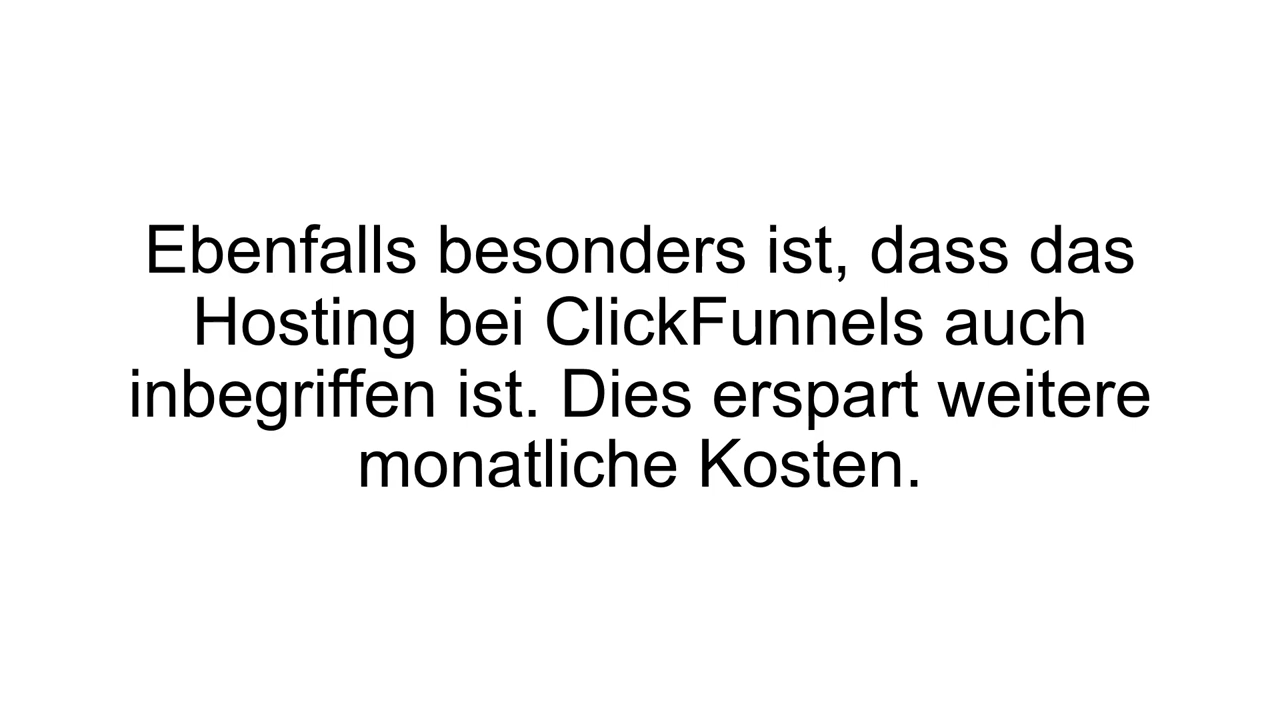 Ebenfalls besonders ist, dass das
Hosting bei ClickFunnels auch
inbegriffen ist. Dies erspart weitere
monatliche Kosten.